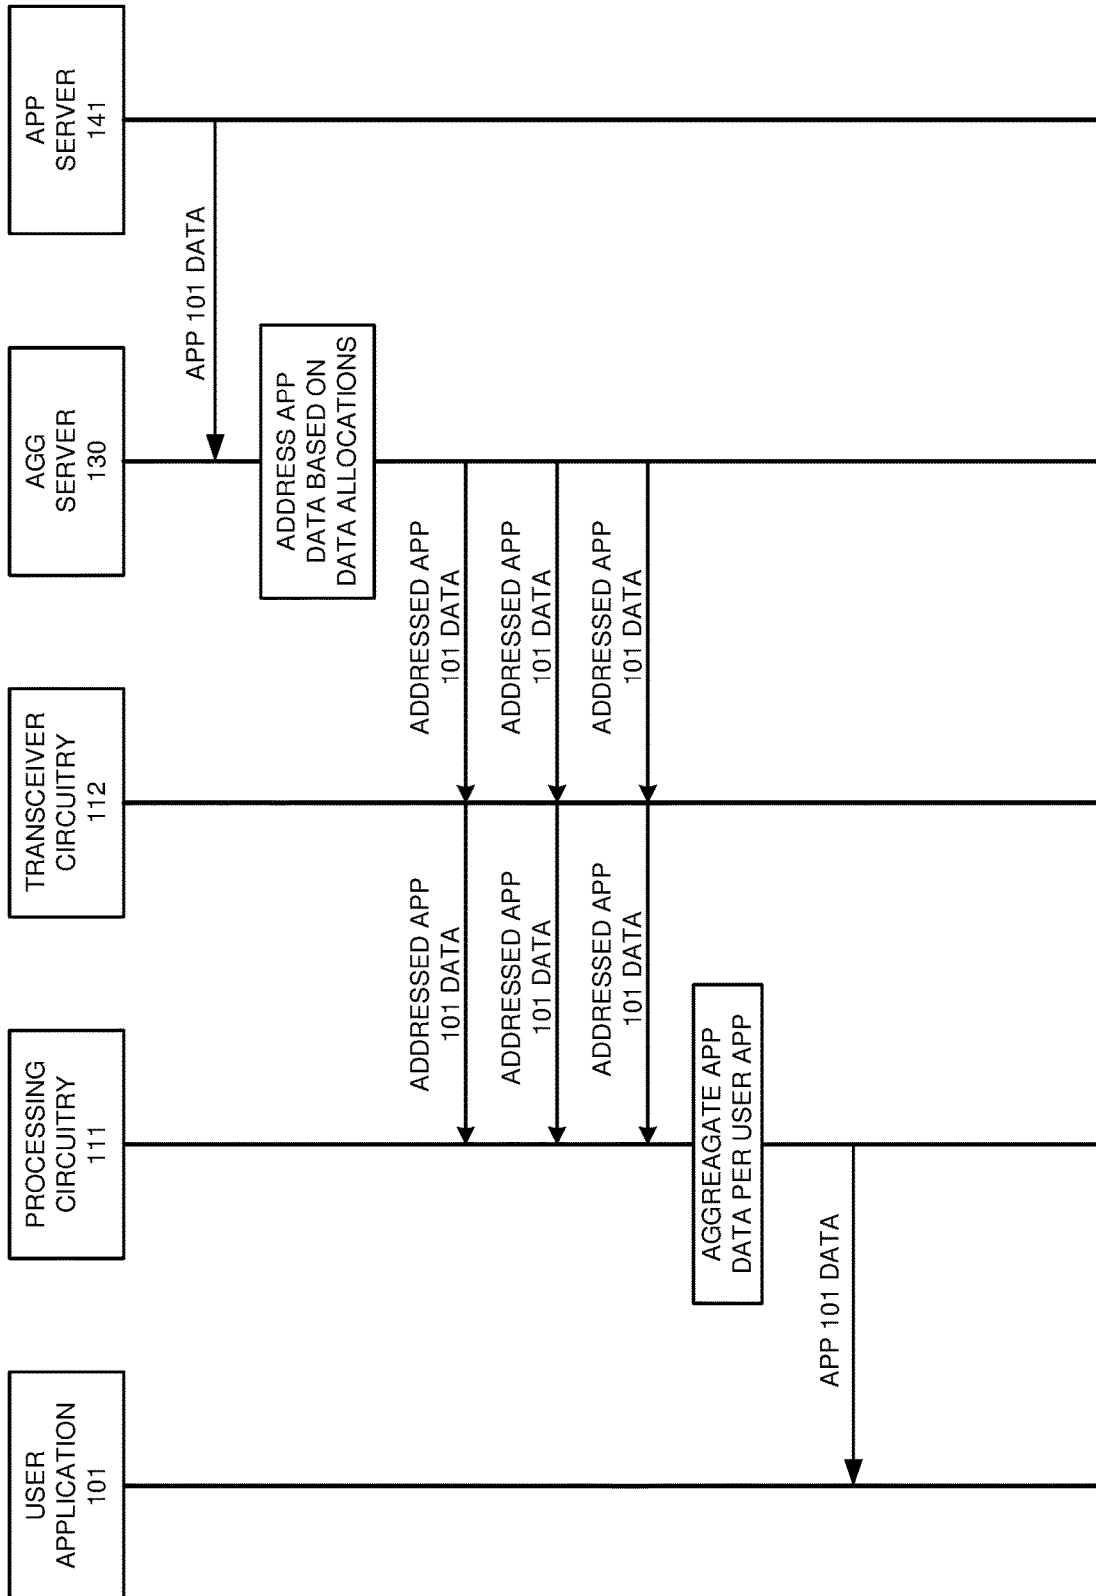 USER
APPLICATION
101
PROCESSING
CIRCUITRY
111
TRANSCEIVER
CIRCUITRY
112
AGG
SERVER
130
APP
SERVER
141
APP 101 DATA
ADDRESS APP
DATA BASED ON
DATA ALLOCATIONS
ADDRESSED APP
101 DATA
ADDRESSED APP
101 DATA
ADDRESSED APP
101 DATA
ADDRESSED APP
101 DATA
ADDRESSED APP
101 DATA
ADDRESSED APP
101 DATA
AGGREAGATE APP
DATA PER USER APP
APP 101 DATA